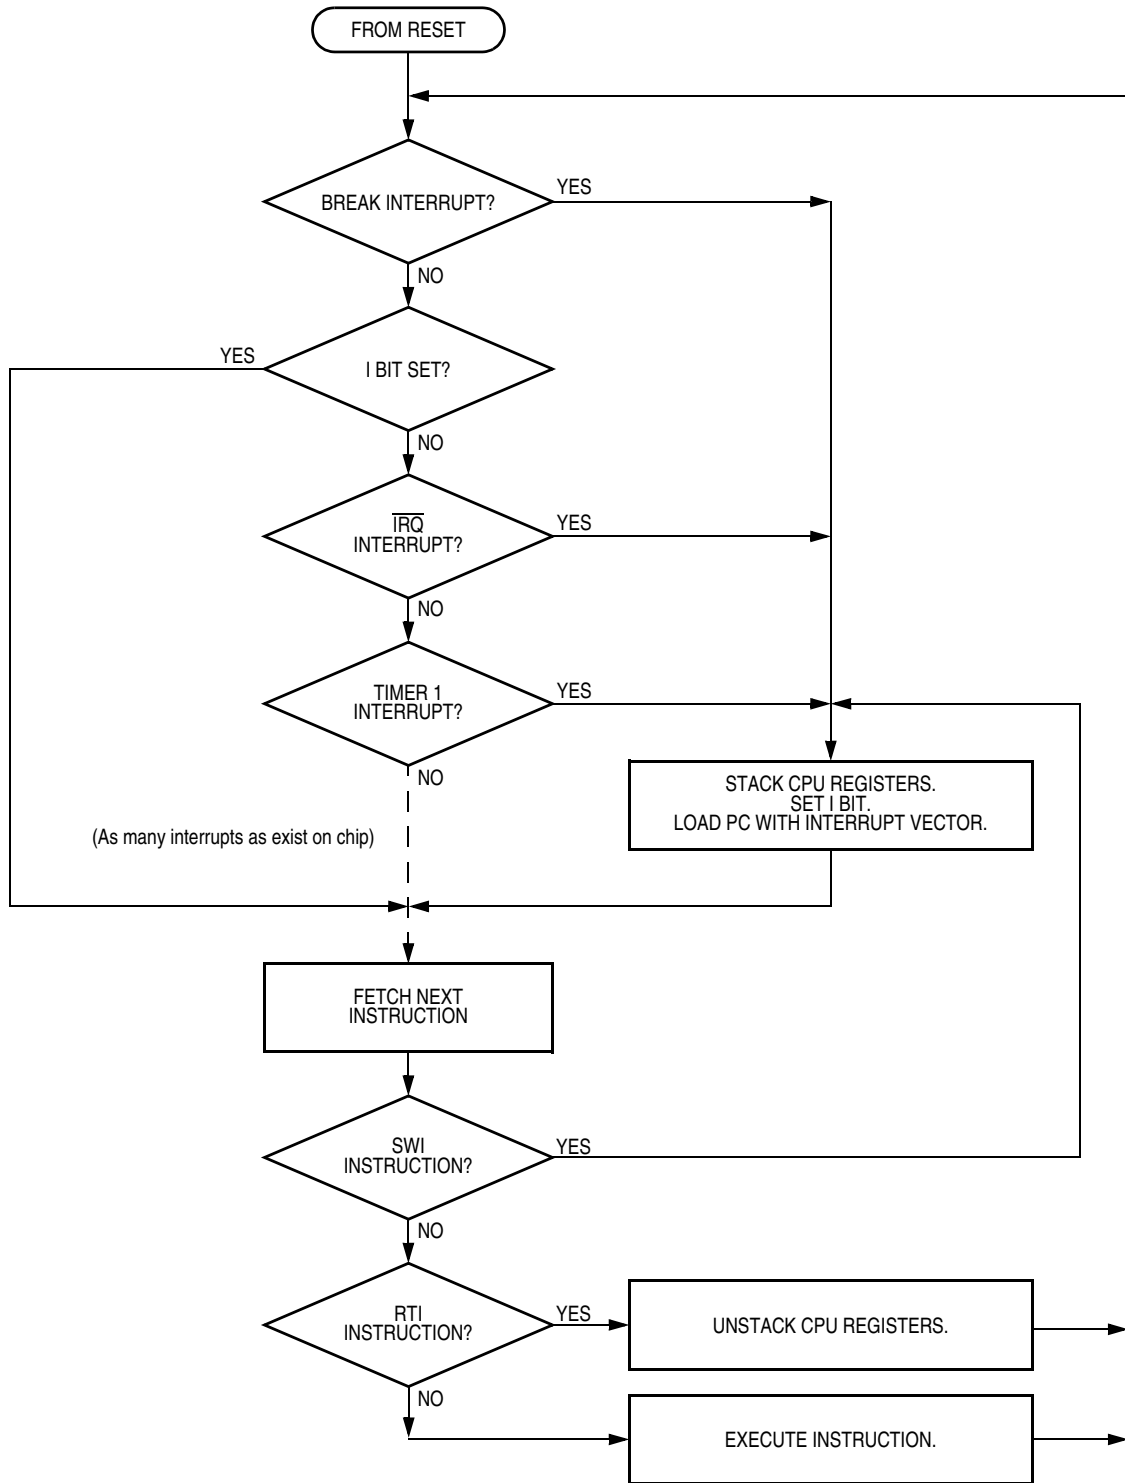 FROM RESET
BREAK INTERRUPT?
YES
NO
YES
I BIT SET?
NO
IRQ
INTERRUPT?
YES
NO
TIMER 1
INTERRUPT?
YES
NO
STACK CPU REGISTERS.
SET I BIT.
LOAD PC WITH INTERRUPT VECTOR.
(As many interrupts as exist on chip)
FETCH NEXT
INSTRUCTION
SWI
INSTRUCTION?
YES
NO
RTI
INSTRUCTION?
YES
UNSTACK CPU REGISTERS.
NO
EXECUTE INSTRUCTION.